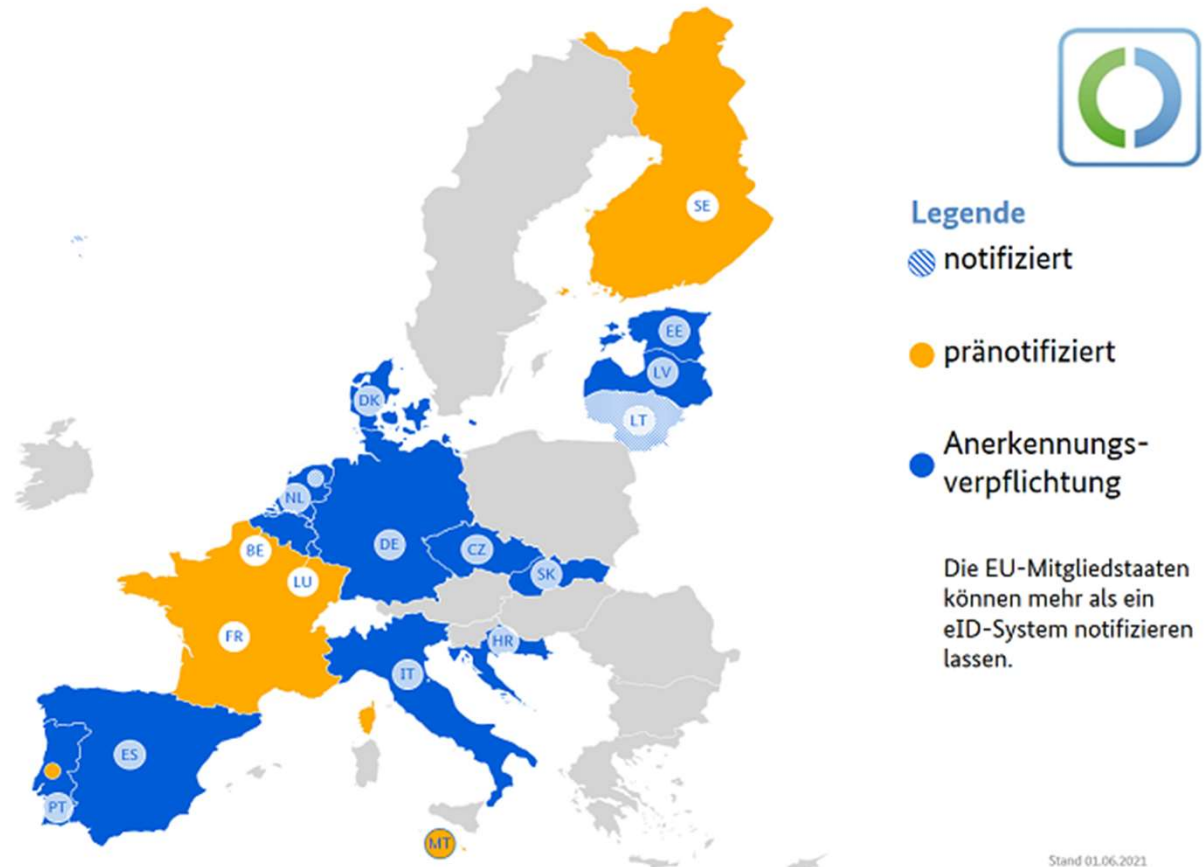 SE
Legende
notifiziert
EE
pränotifiziert
LV
DK
LT
Anerkennungs-
verpflichtung
NL
DE
BE
CZ
SK
LU
Die EU-Mitgliedstaaten
können mehr als ein
eID-System notifizieren
lassen.
FR
HR
IT
ES
PT
MT
Stand 01.06.2021